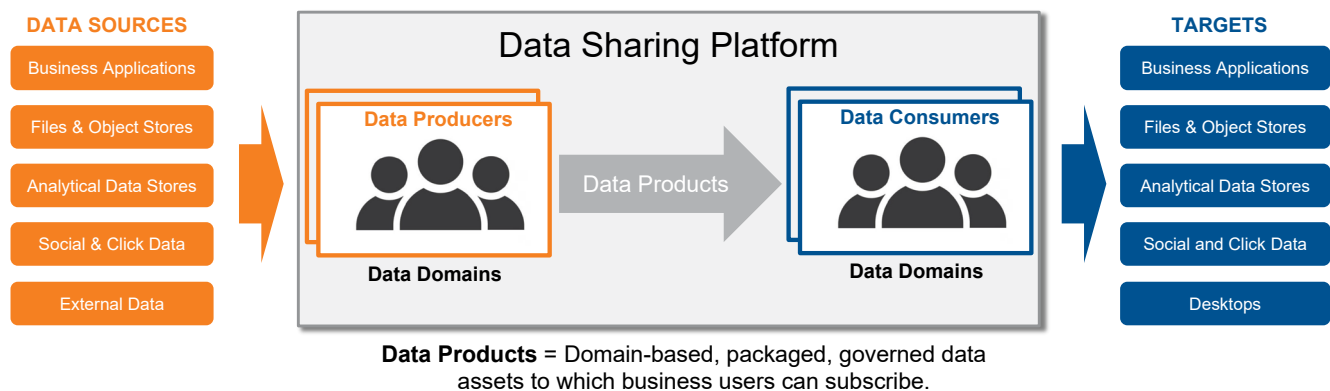 DATA SOURCES
Business Applications
Files & Object Stores
Analytical Data Stores
Social & Click Data
External Data
Data Sharing Platform
Data Producers
Data Domains
Data Products
Data Consumers
Data Domains
TARGETS
Business Applications
Files & Object Stores
Analytical Data Stores
Social and Click Data
Desktops
Data Products = Domain-based, packaged, governed data
assets to which business users can subscribe.